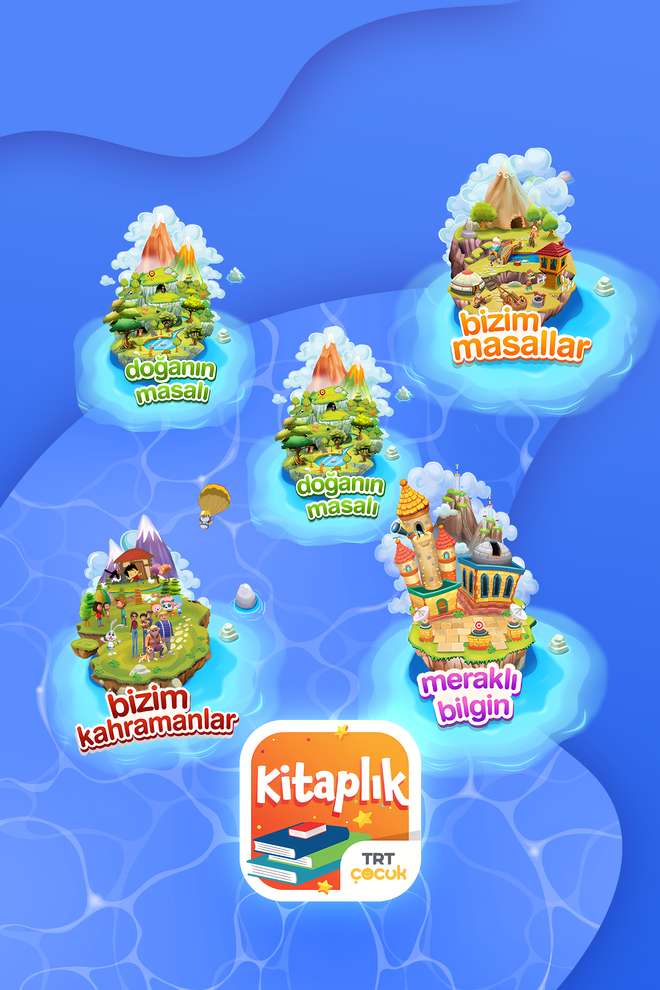 bizim
masallar
doğanın
masalı
doğanın
masalı
meraklı
bilgin
bizim
kahramanlar
Kitaplık
TRT
çocuk